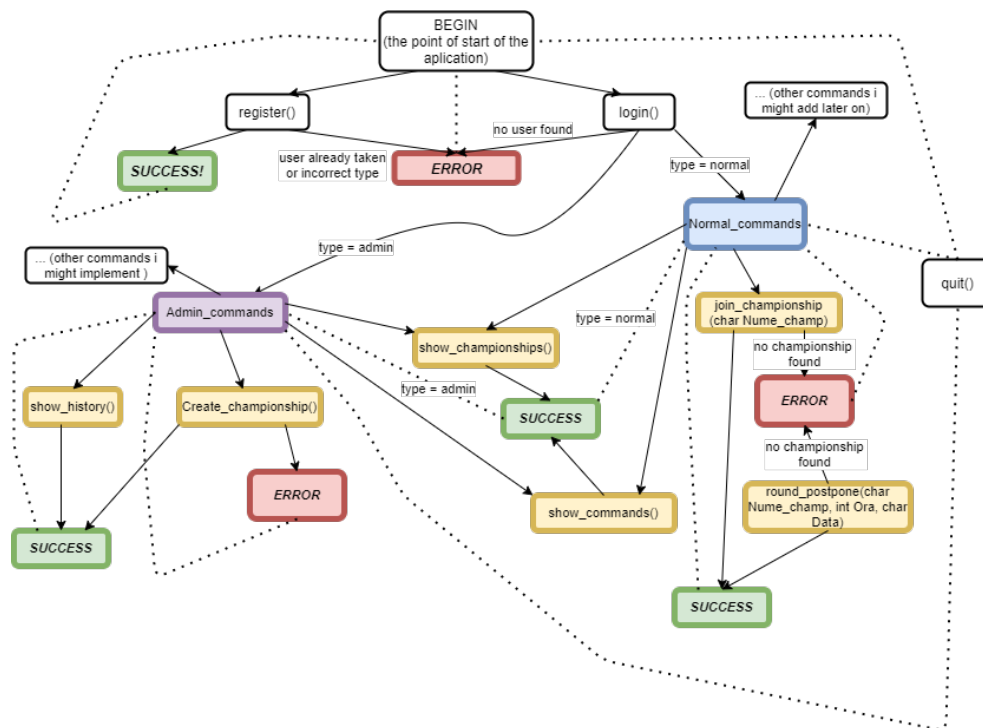 BEGIN
(the point of start of the
aplication)
register()
login()
... (other commands i
might add later on)
no user found
user already taken
or incorrect type
SUCCESS!
ERROR
type = normal
Normal_commands
type = admin
... (other commands i
might implement )
quit()
Admin_commands
join_championship
(char Nume_champ)
type = normal
show_championships()
no championship
found
type = admin
show_history()
Create_championship()
ERROR
SUCCESS
no championship
found
ERROR
round_postpone(char
Nume_champ, int Ora, char
Data)
show_commands()
SUCCESS
SUCCESS